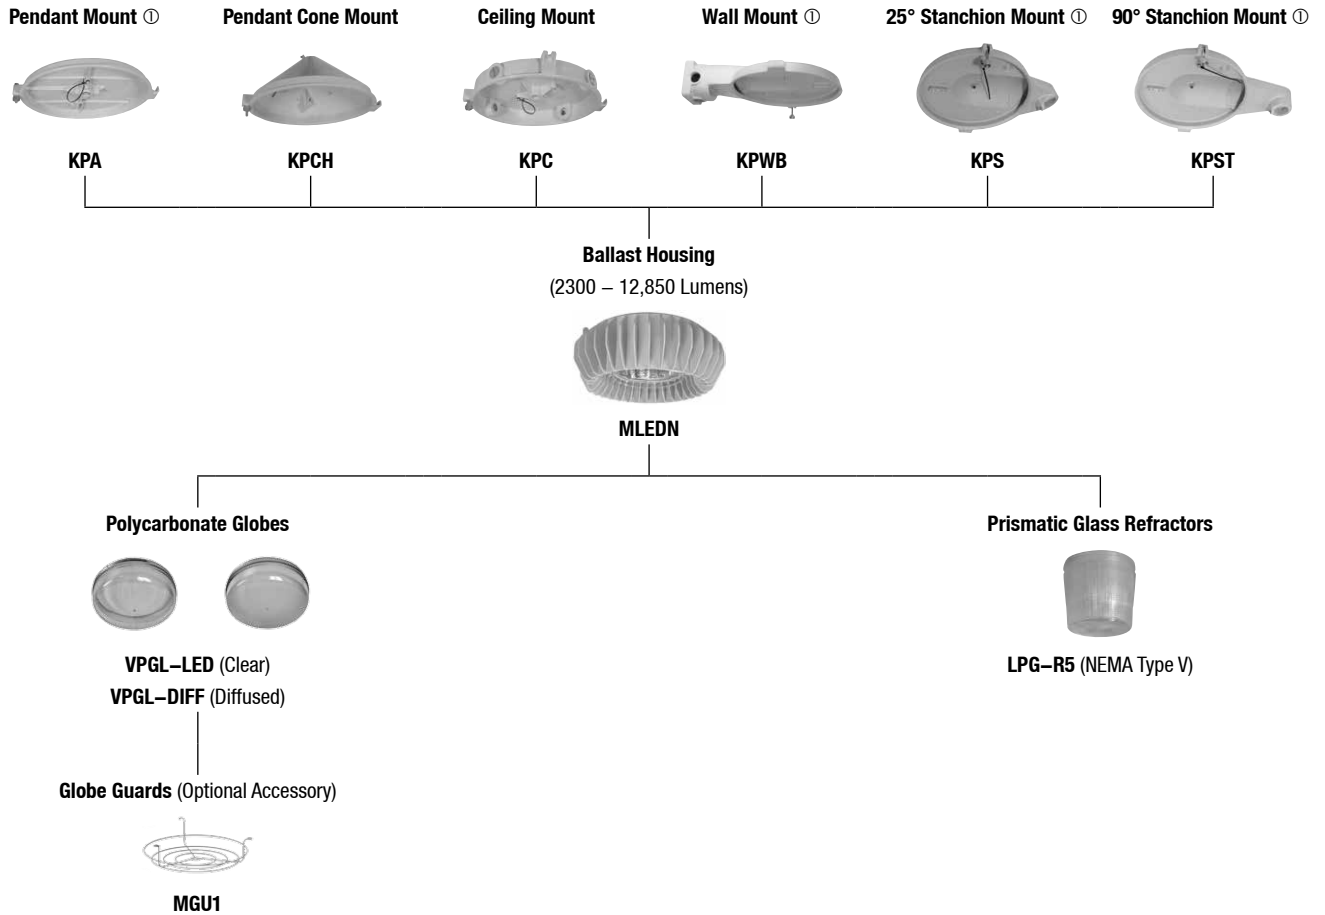 Pendant Mount ①
Pendant Cone Mount
Ceiling Mount
Wall Mount ①
25° Stanchion Mount ①
90° Stanchion Mount ①
KPA
KPCH
KPC
KPWB
KPS
KPST
Ballast Housing
(2300 – 12,850 Lumens)
MLEDN
Polycarbonate Globes
Prismatic Glass Refractors
VPGL–LED (Clear)
VPGL–DIFF (Diffused)
LPG–R5 (NEMA Type V)
Globe Guards (Optional Accessory)
MGU1